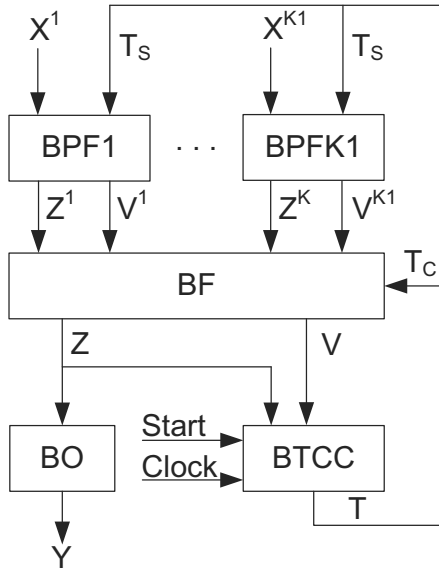 X¹ T_S X^K1 T_S
BPF1 . . . BPFK1
Z¹ V¹ Z^K V^K1
T_C
BF
Z V
Start
Clock
BO BTCC
T
Y